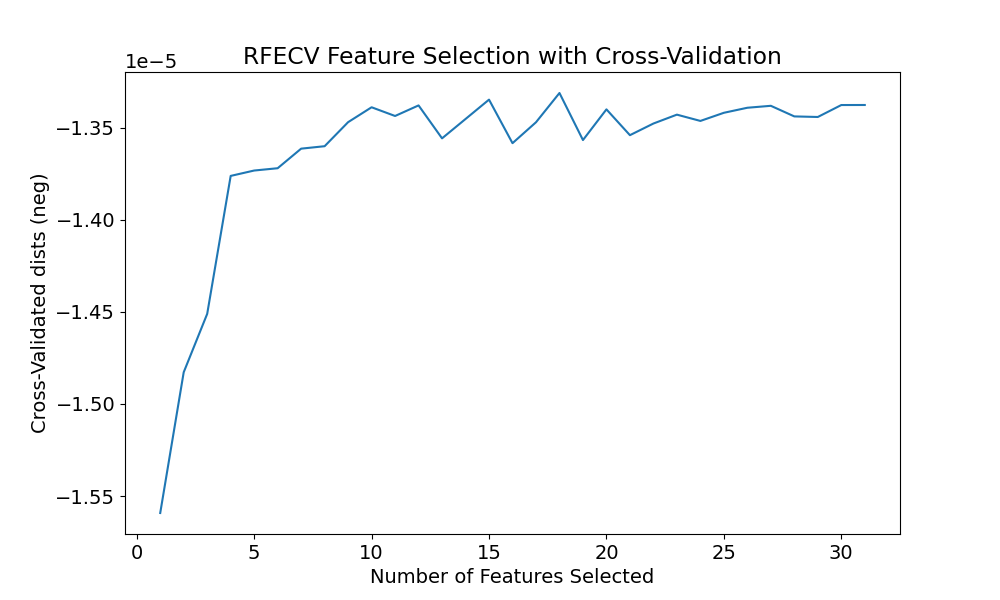 RFECV Feature Selection with Cross-Validation
1e−5
−1.35
−1.40
−1.45
−1.50
−1.55
Cross-Validated dists (neg)
0 5 10 15 20 25 30
Number of Features Selected